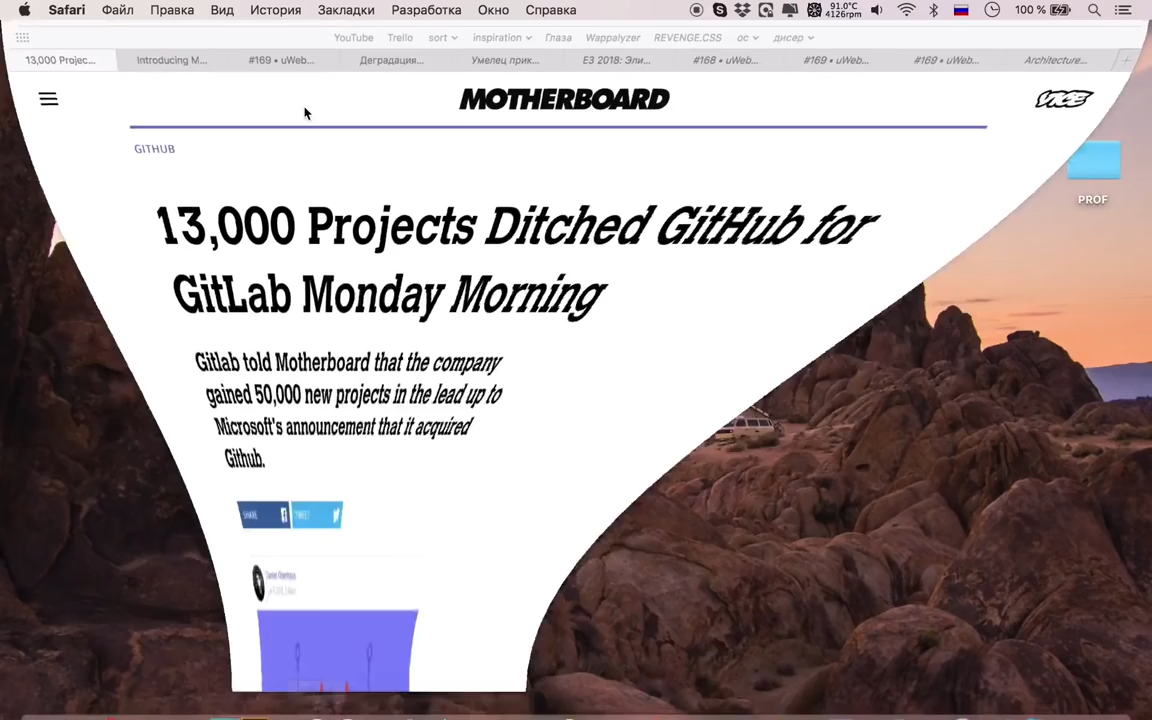 Safari Файл Правка Вид История Закладки Разработка Окно Справка 91.0°C 4126rpm 100 %
YouTube Trello sort inspiration Глаза Wappalyzer REVENGE.CSS ос дисер
13,000 Projec... Introducing M... #169 • uWeb... Деградация... Умелец прик... E3 2018: Эли... #168 • uWeb... #169 • uWeb... #169 • uWeb... Architecture...
MOTHERBOARD VICE
GITHUB
PROF
13,000 Projects Ditched GitHub for
GitLab Monday Morning
Gitlab told Motherboard that the company
gained 50,000 new projects in the lead up to
Microsoft's announcement that it acquired
Github.
SHARE TWEET